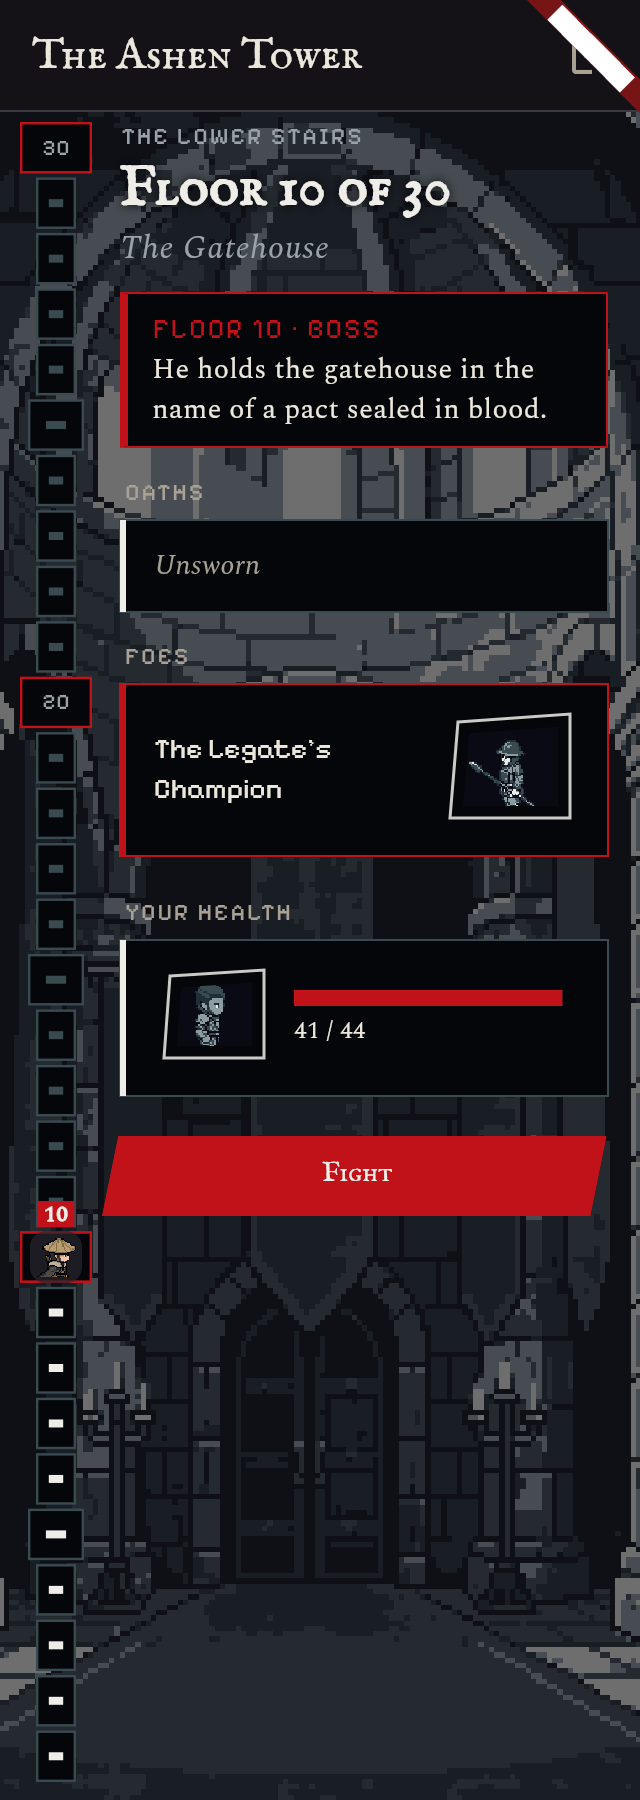 The Ashen Tower
30
THE LOWER STAIRS
Floor 10 of 30
The Gatehouse
FLOOR 10 · BOSS
He holds the gatehouse in the
name of a pact sealed in blood.
OATHS
Unsworn
FOES
20
The Legate's
Champion
YOUR HEALTH
41 / 44
Fight
10